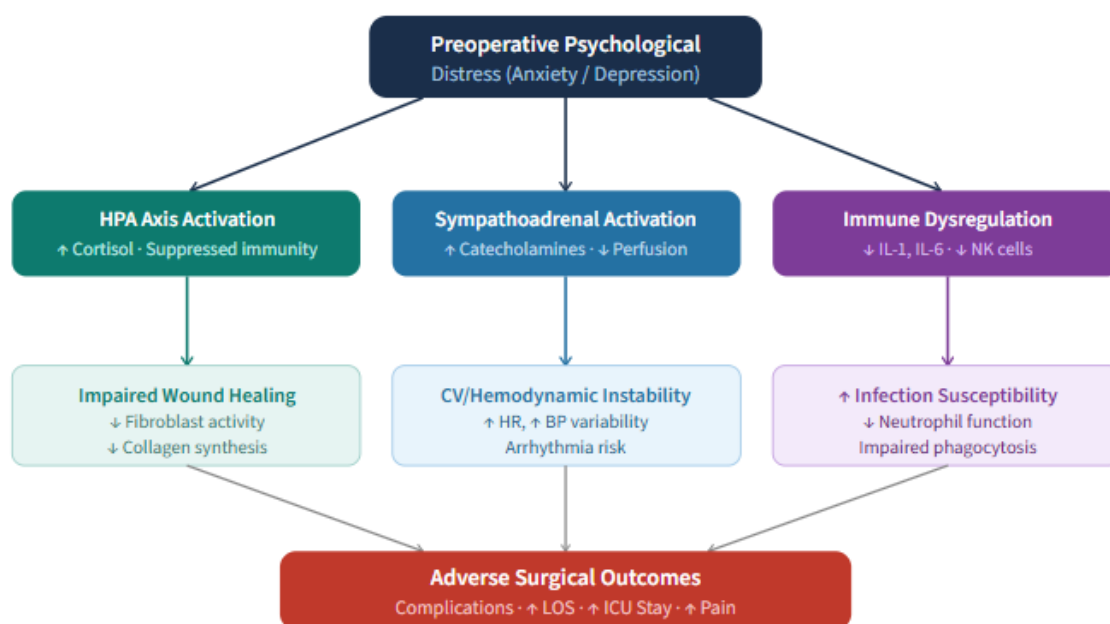 Preoperative Psychological
Distress (Anxiety / Depression)
HPA Axis Activation
↑ Cortisol · Suppressed immunity
Sympathoadrenal Activation
↑ Catecholamines · ↓ Perfusion
Immune Dysregulation
↓ IL-1, IL-6 · ↓ NK cells
Impaired Wound Healing
↓ Fibroblast activity
↓ Collagen synthesis
CV/Hemodynamic Instability
↑ HR, ↑ BP variability
Arrhythmia risk
↑ Infection Susceptibility
↓ Neutrophil function
Impaired phagocytosis
Adverse Surgical Outcomes
Complications · ↑ LOS · ↑ ICU Stay · ↑ Pain